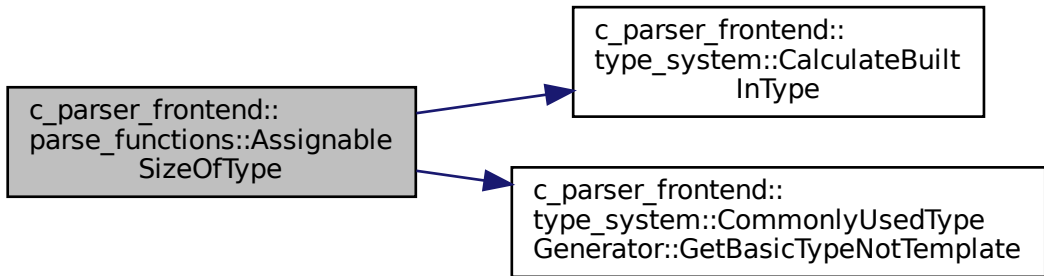 c_parser_frontend::
parse_functions::Assignable
SizeOfType
c_parser_frontend::
type_system::CalculateBuilt
InType
c_parser_frontend::
type_system::CommonlyUsedType
Generator::GetBasicTypeNotTemplate